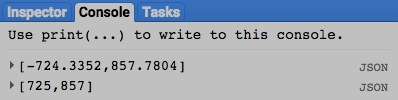 Inspector Console Tasks
Use print(...) to write to this console.
[-724.3352,857.7804] JSON
[725,857] JSON